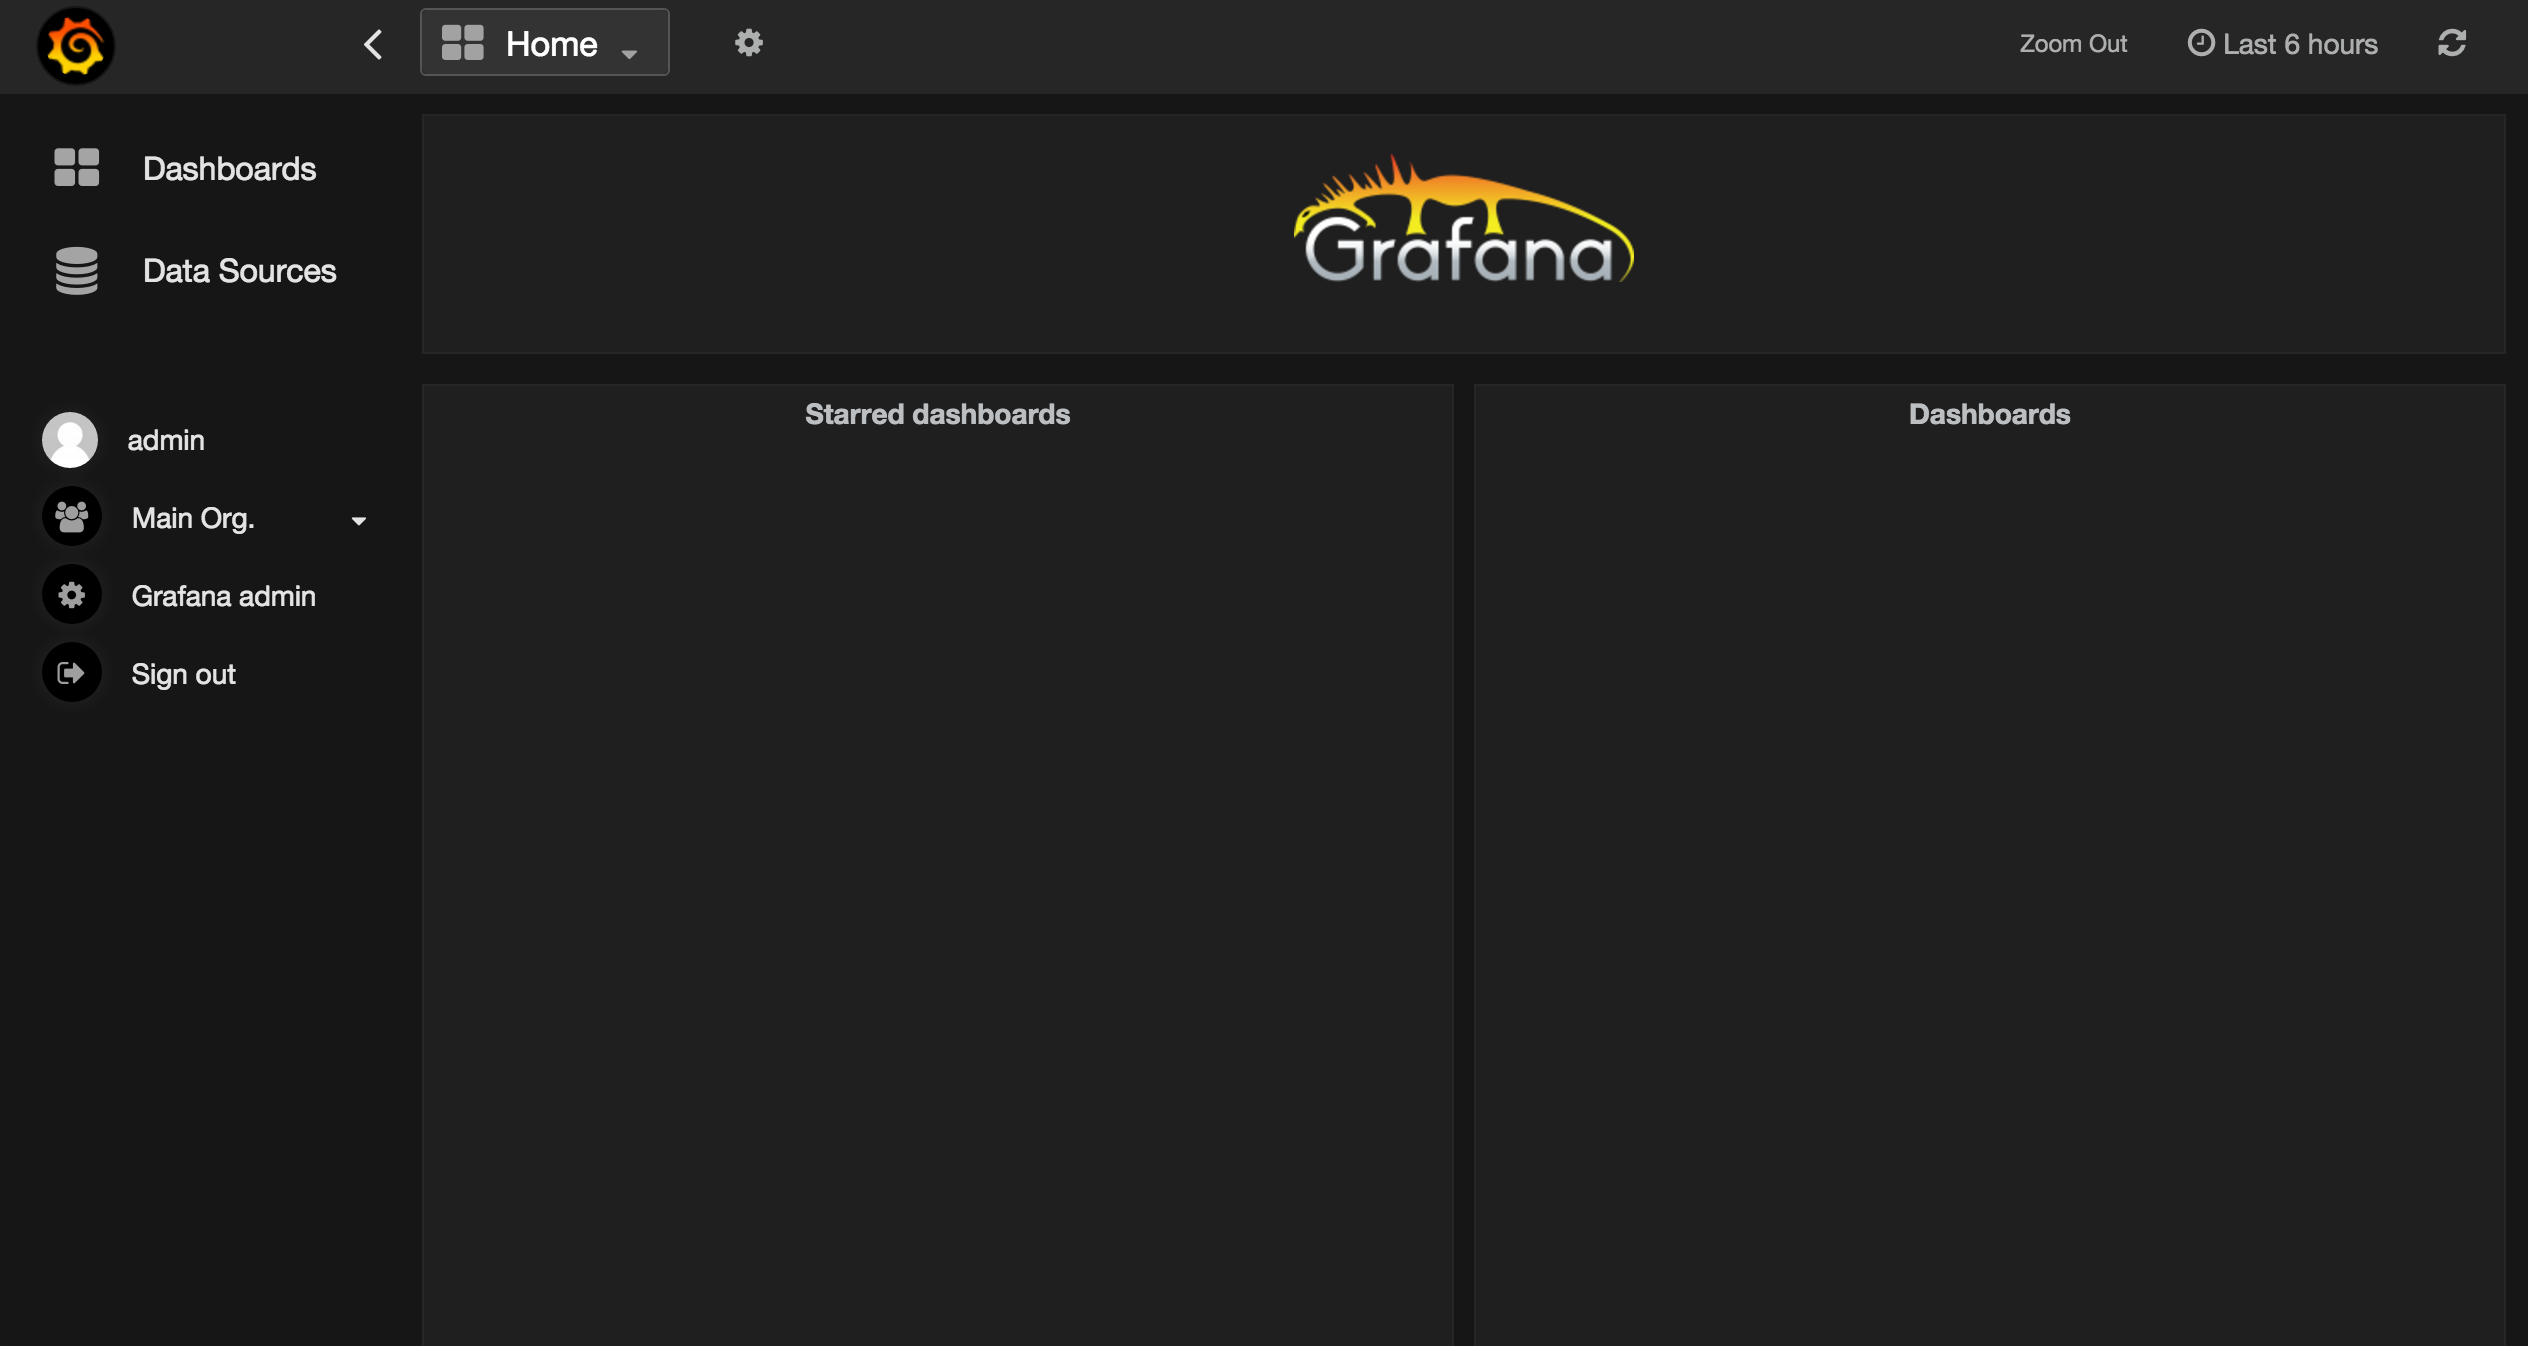 Home
Zoom Out
Last 6 hours
Dashboards
Data Sources
Grafana
admin
Main Org.
Grafana admin
Sign out
Starred dashboards
Dashboards